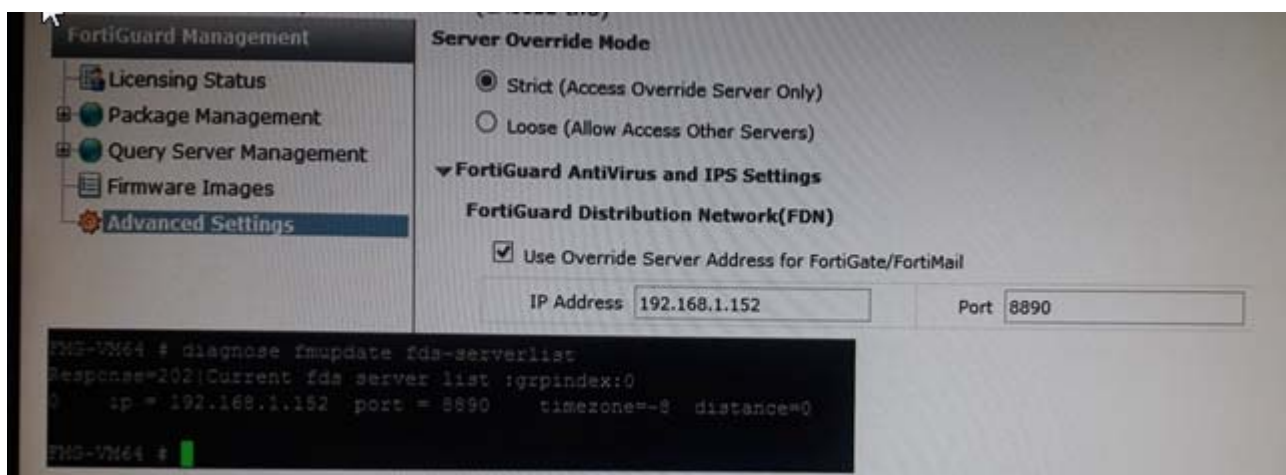 FortiGuard Management
Licensing Status
Package Management
Query Server Management
Firmware Images
Advanced Settings
Server Override Mode
Strict (Access Override Server Only)
Loose (Allow Access Other Servers)
FortiGuard AntiVirus and IPS Settings
FortiGuard Distribution Network(FDN)
Use Override Server Address for FortiGate/FortiMail
IP Address 192.168.1.152 Port 8890
FMG-VM64 # diagnose fmupdate fds-serverlist
Response=202|Current fds server list :grpindex:0
0 ip = 192.168.1.152 port = 8890 timezone=-8 distance=0
FMG-VM64 #